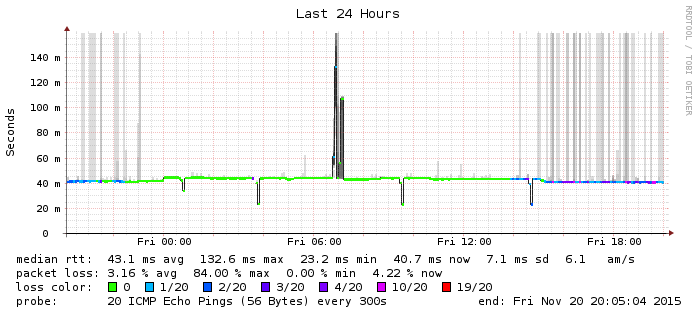 Last 24 Hours
RRDTOOL / TOBI OETIKER
Seconds
140 m
120 m
100 m
80 m
60 m
40 m
20 m
0
Fri 00:00 Fri 06:00 Fri 12:00 Fri 18:00
median rtt: 43.1 ms avg 132.6 ms max 23.2 ms min 40.7 ms now 7.1 ms sd 6.1 am/s
packet loss: 3.16 % avg 84.00 % max 0.00 % min 4.22 % now
loss color: 0 1/20 2/20 3/20 4/20 10/20 19/20
probe: 20 ICMP Echo Pings (56 Bytes) every 300s end: Fri Nov 20 20:05:04 2015